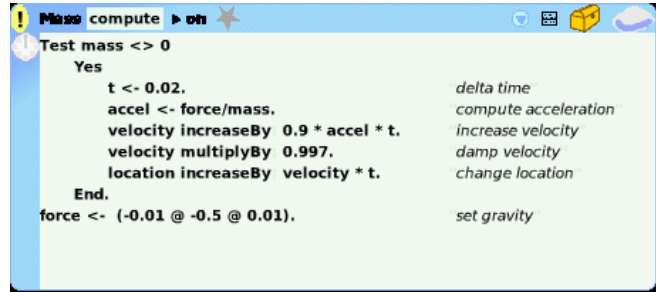 ! Mass compute on
Test mass <> 0
Yes
t <- 0.02. "delta time"
accel <- force/mass. "compute acceleration"
velocity increaseBy 0.9 * accel * t. "increase velocity"
velocity multiplyBy 0.997. "damp velocity"
location increaseBy velocity * t. "change location"
End.
force <- (-0.01 @ -0.5 @ 0.01). "set gravity"